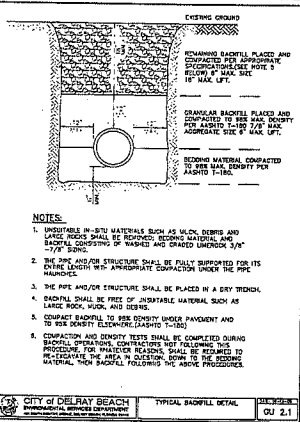 EXISTING GROUND
REMAINING BACKFILL PLACED AND
COMPACTED PER APPROPRIATE
SPECIFICATIONS.(SEE NOTE 5
BELOW) 6" MAX. SIZE
18" MAX. LIFT.
GRANULAR BACKFILL PLACED AND
COMPACTED TO 98% MAX. DENSITY
PER AASHTO T-180 7/8" MAX.
AGGREGATE SIZE 6" MAX. LIFT.
BEDDING MATERIAL COMPACTED
TO 98% MAX. DENSITY PER
AASHTO T-180.
NOTES:
1. UNSUITABLE IN-SITU MATERIALS SUCH AS MUCK, DEBRIS AND
LARGE ROCKS SHALL BE REMOVED; BEDDING MATERIAL AND
BACKFILL CONSISTING OF WASHED AND GRADED LIMEROCK 3/8"
-7/8" SIZING.
2. THE PIPE AND/OR STRUCTURE SHALL BE FULLY SUPPORTED FOR ITS
ENTIRE LENGTH WITH APPROPRIATE COMPACTION UNDER THE PIPE
HAUNCHES.
3. THE PIPE AND/OR STRUCTURE SHALL BE PLACED IN A DRY TRENCH.
4. BACKFILL SHALL BE FREE OF UNSUITABLE MATERIAL SUCH AS
LARGE ROCK, MUCK, AND DEBRIS.
5. COMPACT BACKFILL TO 98% DENSITY UNDER PAVEMENT AND
TO 95% DENSITY ELSEWHERE.(AASHTO T-180)
6. COMPACTION AND DENSITY TESTS SHALL BE COMPLETED DURING
BACKFILL OPERATIONS. CONTRACTORS NOT FOLLOWING THIS
PROCEDURE, FOR WHATEVER REASONS, SHALL BE REQUIRED TO
RE-EXCAVATE THE AREA IN QUESTION, DOWN TO THE BEDDING
MATERIAL, THEN BACKFILL FOLLOWING THE ABOVE PROCEDURES.
CITY of DELRAY BEACH
ENVIRONMENTAL SERVICES DEPARTMENT
TYPICAL BACKFILL DETAIL
GU 2.1